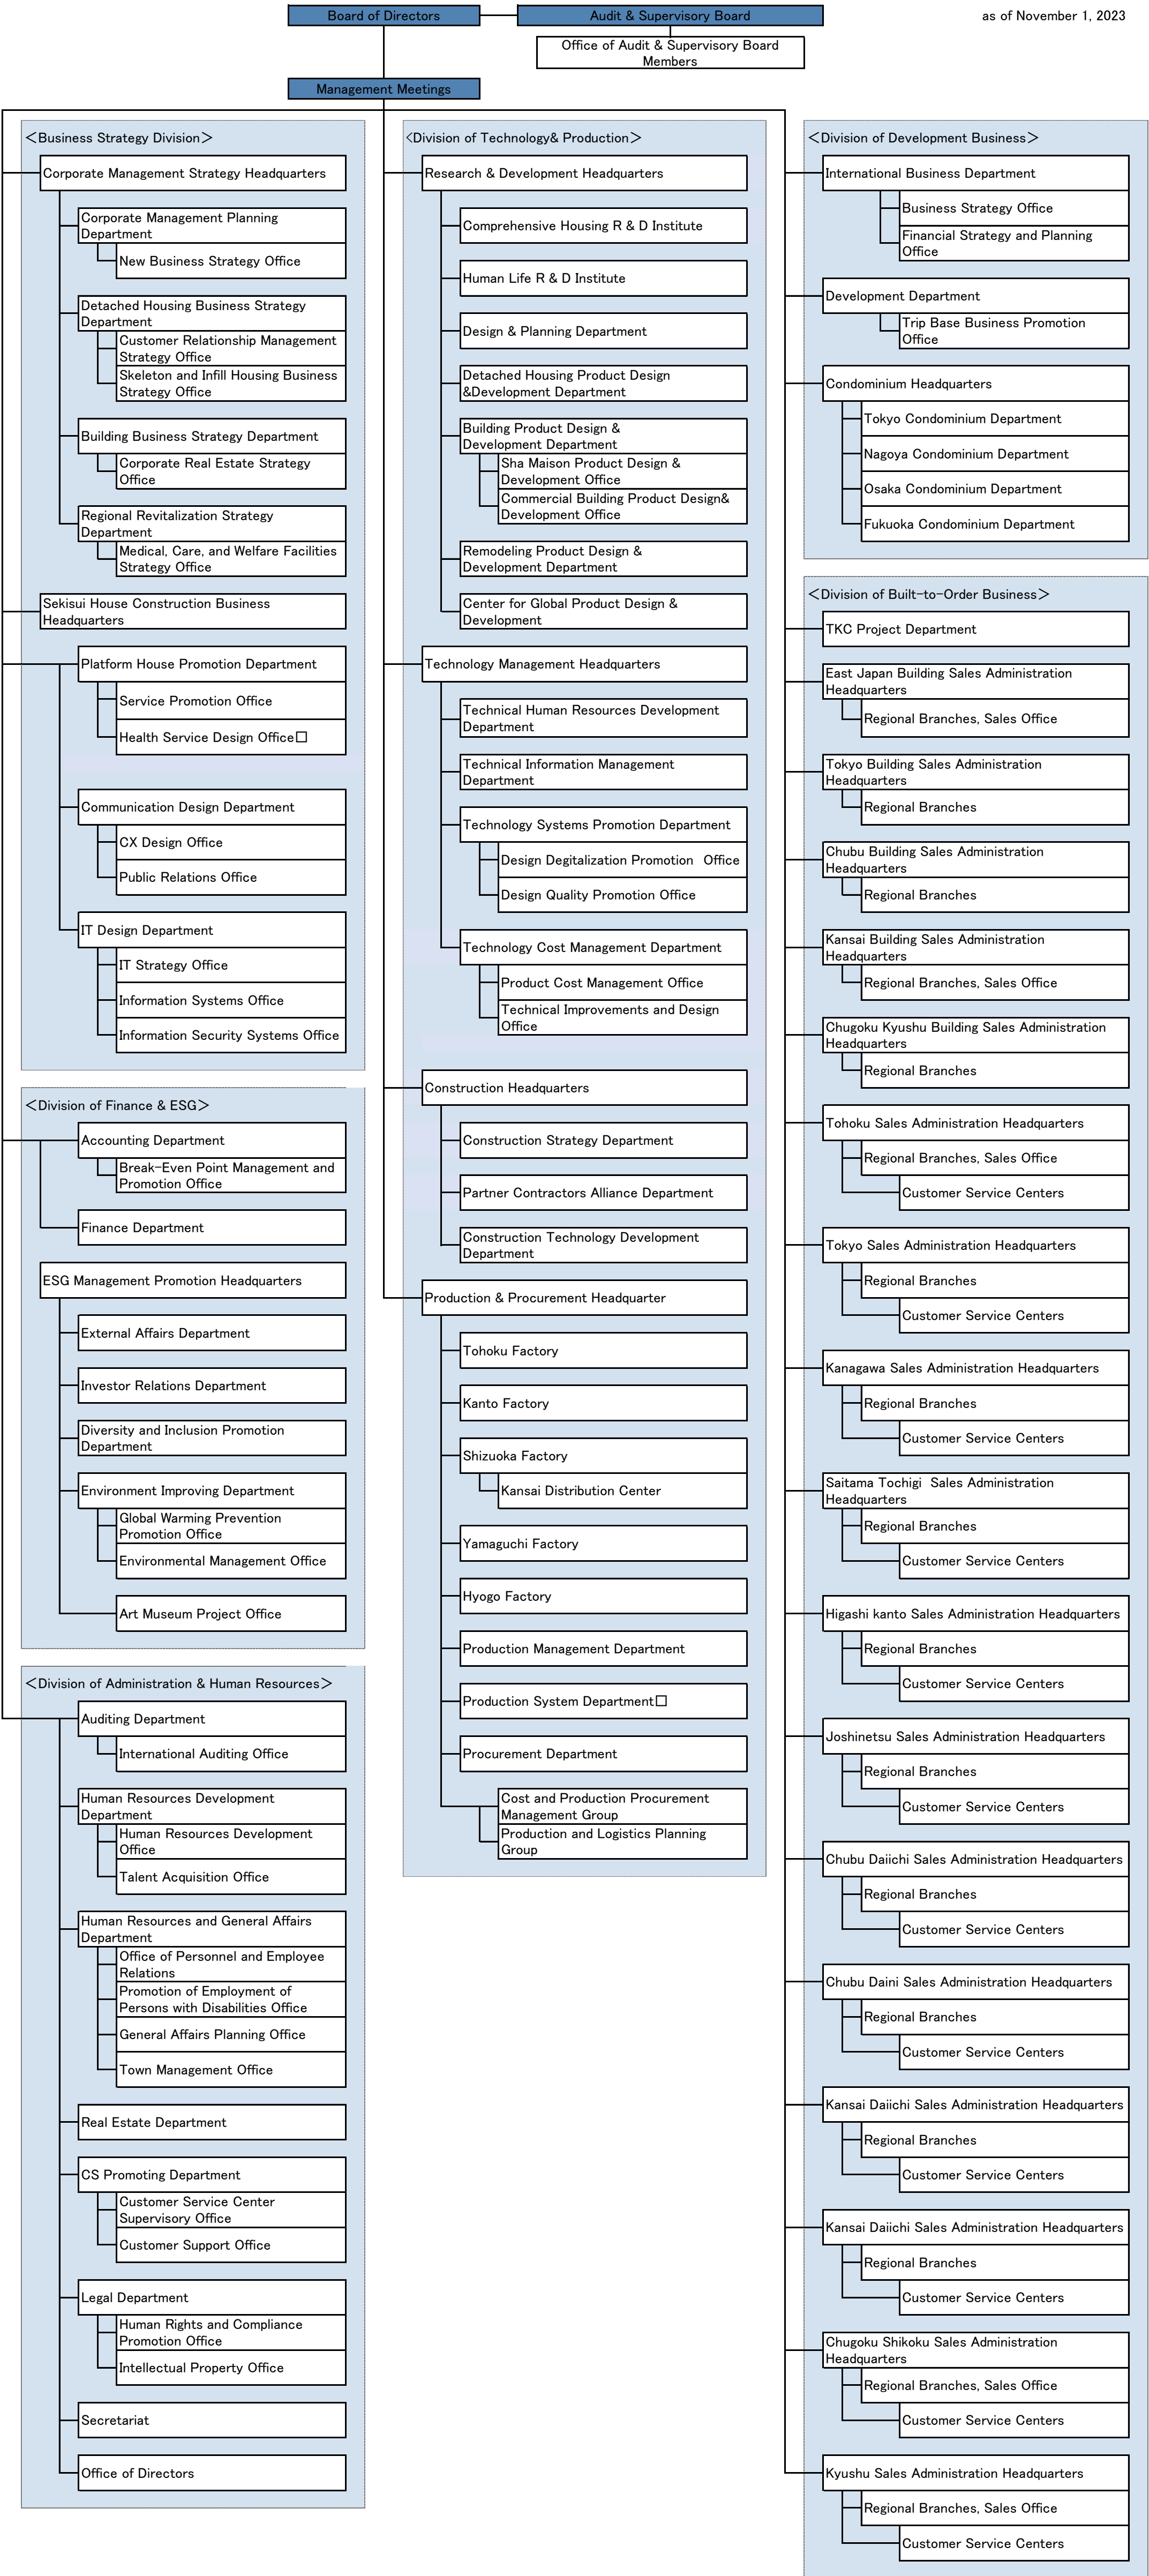 Board of Directors
Audit & Supervisory Board
as of November 1, 2023
Office of Audit & Supervisory Board
Members
Management Meetings
<Business Strategy Division>
Corporate Management Strategy Headquarters
Corporate Management Planning
Department
New Business Strategy Office
Detached Housing Business Strategy
Department
Customer Relationship Management
Strategy Office
Skeleton and Infill Housing Business
Strategy Office
Building Business Strategy Department
Corporate Real Estate Strategy
Office
Regional Revitalization Strategy
Department
Medical, Care, and Welfare Facilities
Strategy Office
Sekisui House Construction Business
Headquarters
Platform House Promotion Department
Service Promotion Office
Health Service Design Office□
Communication Design Department
CX Design Office
Public Relations Office
IT Design Department
IT Strategy Office
Information Systems Office
Information Security Systems Office
<Division of Finance & ESG>
Accounting Department
Break-Even Point Management and
Promotion Office
Finance Department
ESG Management Promotion Headquarters
External Affairs Department
Investor Relations Department
Diversity and Inclusion Promotion
Department
Environment Improving Department
Global Warming Prevention
Promotion Office
Environmental Management Office
Art Museum Project Office
<Division of Administration & Human Resources>
Auditing Department
International Auditing Office
Human Resources Development
Department
Human Resources Development
Office
Talent Acquisition Office
Human Resources and General Affairs
Department
Office of Personnel and Employee
Relations
Promotion of Employment of
Persons with Disabilities Office
General Affairs Planning Office
Town Management Office
Real Estate Department
CS Promoting Department
Customer Service Center
Supervisory Office
Customer Support Office
Legal Department
Human Rights and Compliance
Promotion Office
Intellectual Property Office
Secretariat
Office of Directors
<Division of Technology& Production>
Research & Development Headquarters
Comprehensive Housing R & D Institute
Human Life R & D Institute
Design & Planning Department
Detached Housing Product Design
&Development Department
Building Product Design &
Development Department
Sha Maison Product Design &
Development Office
Commercial Building Product Design&
Development Office
Remodeling Product Design &
Development Department
Center for Global Product Design &
Development
Technology Management Headquarters
Technical Human Resources Development
Department
Technical Information Management
Department
Technology Systems Promotion Department
Design Degitalization Promotion  Office
Design Quality Promotion Office
Technology Cost Management Department
Product Cost Management Office
Technical Improvements and Design
Office
Construction Headquarters
Construction Strategy Department
Partner Contractors Alliance Department
Construction Technology Development
Department
Production & Procurement Headquarter
Tohoku Factory
Kanto Factory
Shizuoka Factory
Kansai Distribution Center
Yamaguchi Factory
Hyogo Factory
Production Management Department
Production System Department□
Procurement Department
Cost and Production Procurement
Management Group
Production and Logistics Planning
Group
<Division of Development Business>
International Business Department
Business Strategy Office
Financial Strategy and Planning
Office
Development Department
Trip Base Business Promotion
Office
Condominium Headquarters
Tokyo Condominium Department
Nagoya Condominium Department
Osaka Condominium Department
Fukuoka Condominium Department
<Division of Built-to-Order Business>
TKC Project Department
East Japan Building Sales Administration
Headquarters
Regional Branches, Sales Office
Tokyo Building Sales Administration
Headquarters
Regional Branches
Chubu Building Sales Administration
Headquarters
Regional Branches
Kansai Building Sales Administration
Headquarters
Regional Branches, Sales Office
Chugoku Kyushu Building Sales Administration
Headquarters
Regional Branches
Tohoku Sales Administration Headquarters
Regional Branches, Sales Office
Customer Service Centers
Tokyo Sales Administration Headquarters
Regional Branches
Customer Service Centers
Kanagawa Sales Administration Headquarters
Regional Branches
Customer Service Centers
Saitama Tochigi  Sales Administration
Headquarters
Regional Branches
Customer Service Centers
Higashi kanto Sales Administration Headquarters
Regional Branches
Customer Service Centers
Joshinetsu Sales Administration Headquarters
Regional Branches
Customer Service Centers
Chubu Daiichi Sales Administration Headquarters
Regional Branches
Customer Service Centers
Chubu Daini Sales Administration Headquarters
Regional Branches
Customer Service Centers
Kansai Daiichi Sales Administration Headquarters
Regional Branches
Customer Service Centers
Kansai Daiichi Sales Administration Headquarters
Regional Branches
Customer Service Centers
Chugoku Shikoku Sales Administration
Headquarters
Regional Branches, Sales Office
Customer Service Centers
Kyushu Sales Administration Headquarters
Regional Branches, Sales Office
Customer Service Centers